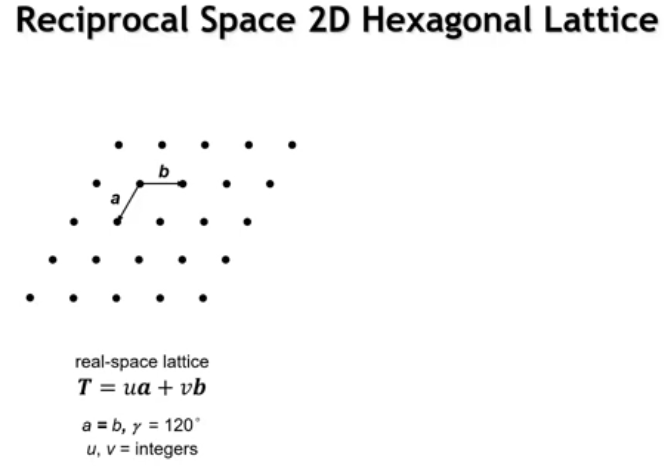 Reciprocal Space 2D Hexagonal Lattice
b
a
real-space lattice
T = ua + vb
a = b, γ = 120°
u, v = integers